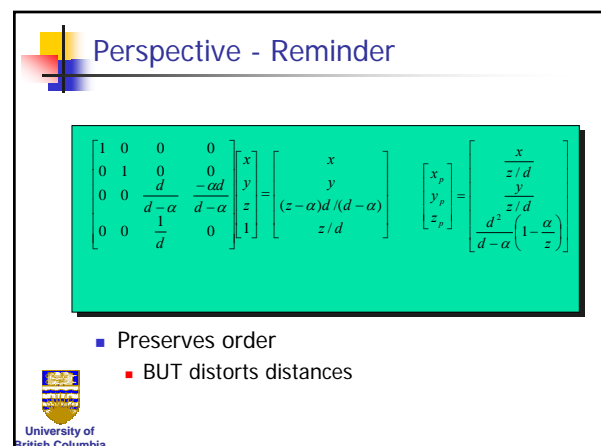 Perspective - Reminder
[1 0 0 0; 0 1 0 0; 0 0 d/(d−α) −αd/(d−α); 0 0 1/d 0] [x; y; z; 1] = [x; y; (z−α)d/(d−α); z/d]
[x_p; y_p; z_p] = [x/(z/d); y/(z/d); d²/(d−α)(1−α/z)]
Preserves order
BUT distorts distances
University of
British Columbia